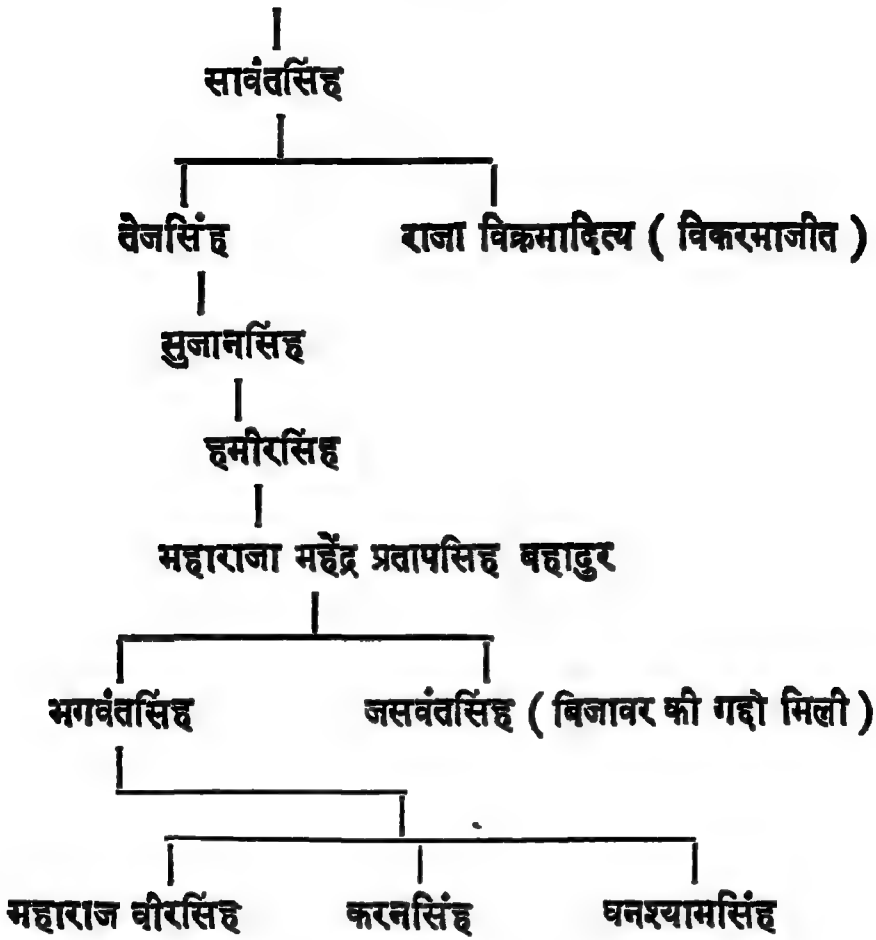 सावंतसिंह
तेजसिंह राजा विक्रमादित्य ( विकरमाजीत )
सुजानसिंह
हमीरसिंह
महाराजा महेंद्र प्रतापसिह बहादुर
भगवंतसिंह जसवंतसिंह ( बिजावर की गद्दो मिली )
महाराज वीरसिंह करनसिंह घनश्यामसिंह